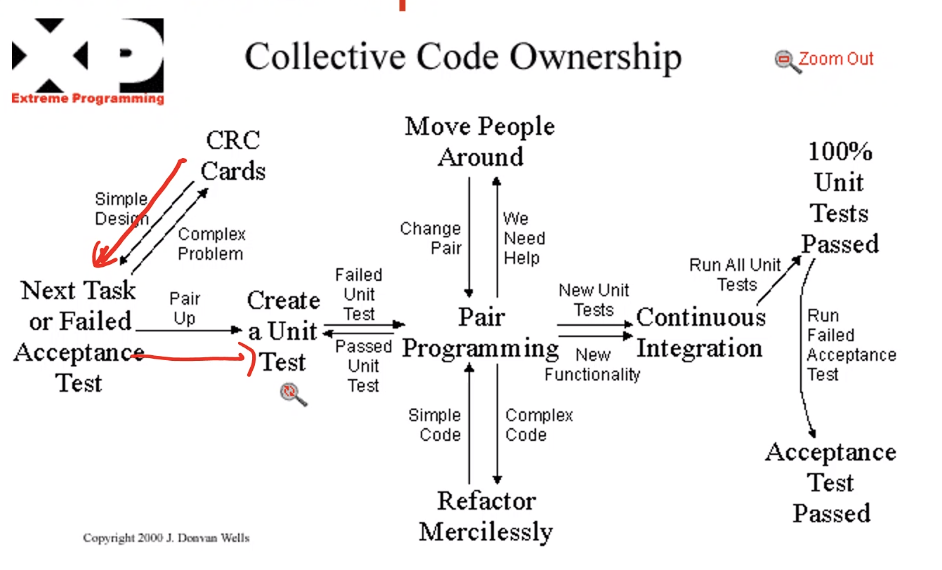 XP
Extreme Programming
Collective Code Ownership
Zoom Out
CRC
Cards
Simple
Design
Complex
Problem
Next Task
or Failed
Acceptance
Test
Pair
Up
Create
a Unit
Test
Failed
Unit
Test
Passed
Unit
Test
Move People
Around
Change
Pair
We
Need
Help
Pair
Programming
Simple
Code
Complex
Code
Refactor
Mercilessly
New Unit
Tests
New
Functionality
Continuous
Integration
Run All Unit
Tests
100%
Unit
Tests
Passed
Run
Failed
Acceptance
Test
Acceptance
Test
Passed
Copyright 2000 J. Donvan Wells